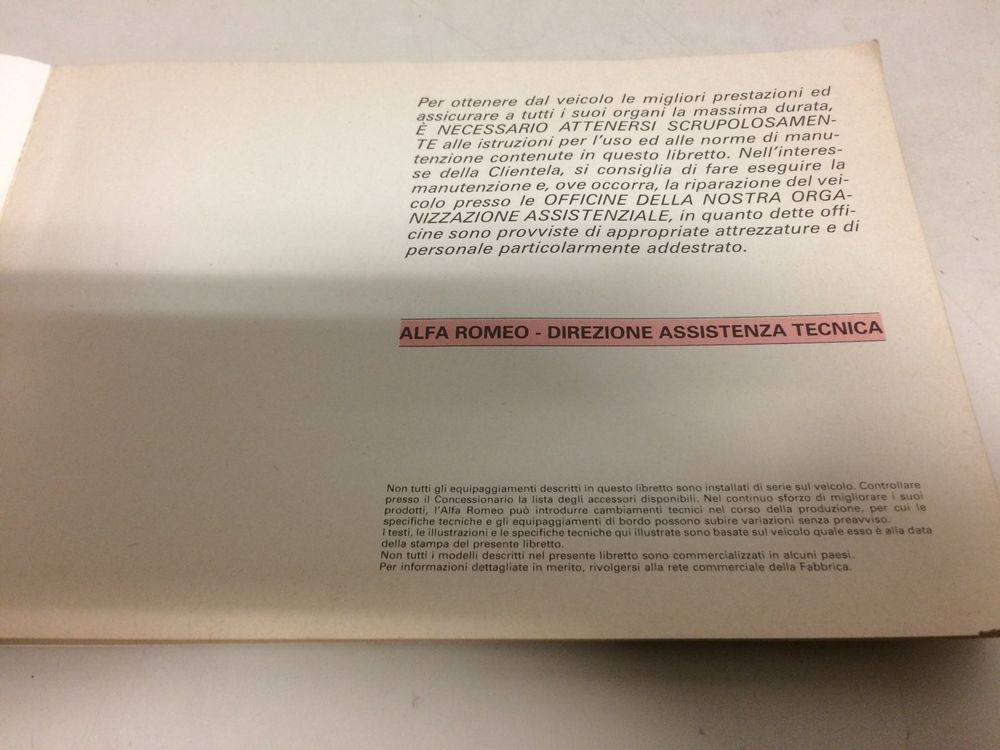 Per ottenere dal veicolo le migliori prestazioni ed
assicurare a tutti i suoi organi la massima durata,
È NECESSARIO ATTENERSI SCRUPOLOSAMEN-
TE alle istruzioni per l'uso ed alle norme di manu-
tenzione contenute in questo libretto. Nell'interes-
se della Clientela, si consiglia di fare eseguire la
manutenzione e, ove occorra, la riparazione del vei-
colo presso le OFFICINE DELLA NOSTRA ORGA-
NIZZAZIONE ASSISTENZIALE, in quanto dette offi-
cine sono provviste di appropriate attrezzature e di
personale particolarmente addestrato.
ALFA ROMEO - DIREZIONE ASSISTENZA TECNICA
Non tutti gli equipaggiamenti descritti in questo libretto sono installati di serie sul veicolo. Controllare
presso il Concessionario la lista degli accessori disponibili. Nel continuo sforzo di migliorare i suoi
prodotti, l'Alfa Romeo può introdurre cambiamenti tecnici nel corso della produzione, per cui le
specifiche tecniche e gli equipaggiamenti di bordo possono subire variazioni senza preavviso.
I testi, le illustrazioni e le specifiche tecniche qui illustrate sono basate sul veicolo quale esso è alla data
della stampa del presente libretto.
Non tutti i modelli descritti nel presente libretto sono commercializzati in alcuni paesi.
Per informazioni dettagliate in merito, rivolgersi alla rete commerciale della Fabbrica.